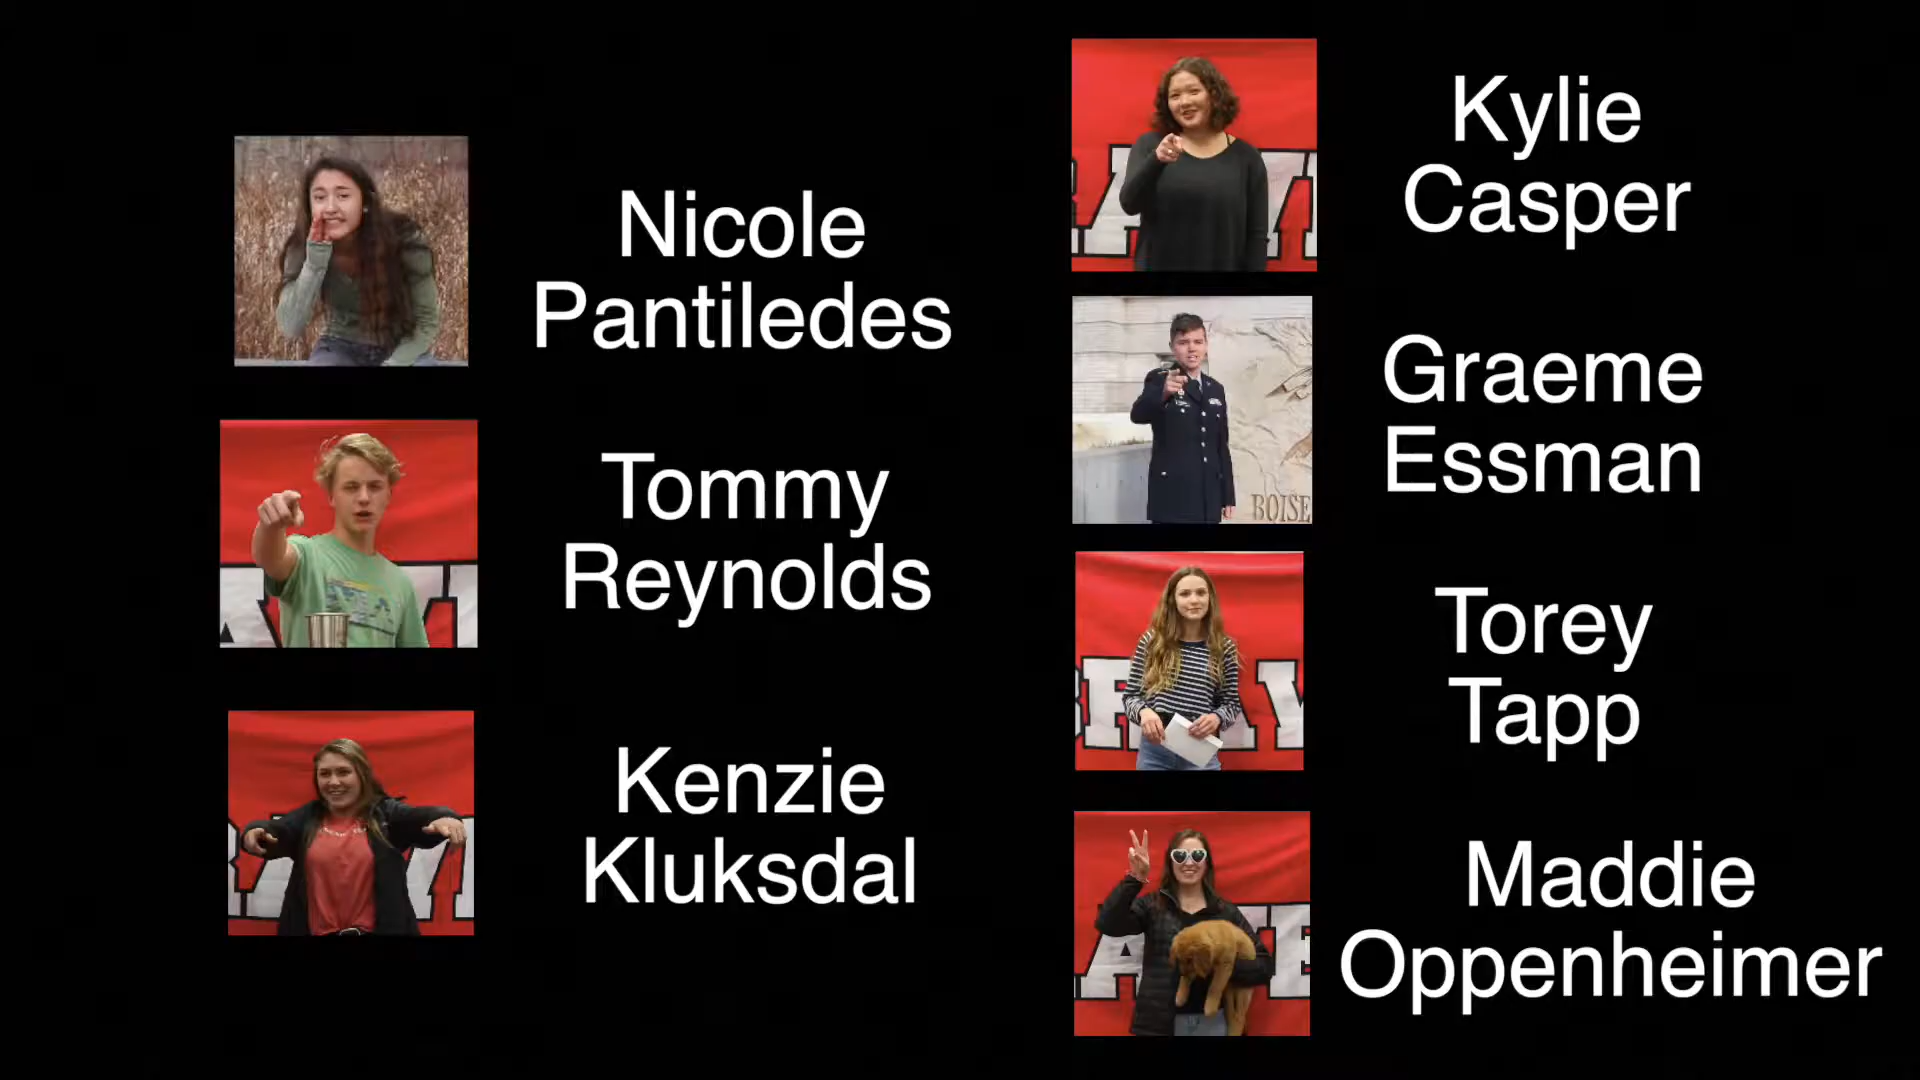 Nicole
Pantiledes
Tommy
Reynolds
Kenzie
Kluksdal
Kylie
Casper
Graeme
Essman
BOISE
Torey
Tapp
Maddie
Oppenheimer